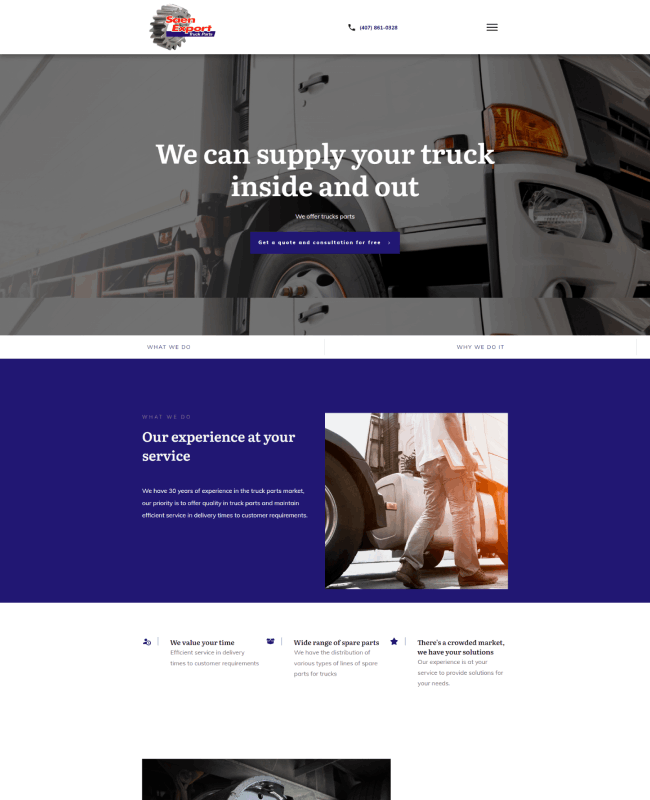 Saen
Export
Truck Parts
(407) 851-0328
We can supply your truck
inside and out
We offer trucks parts
Get a quote and consultation for free
WHAT WE DO
WHY WE DO IT
WHAT WE DO
Our experience at your
service
We have 30 years of experience in the truck parts market,
our priority is to offer quality in truck parts and maintain
efficient service in delivery times to customer requirements.
We value your time
Efficient service in delivery
times to customer requirements
Wide range of spare parts
We have the distribution of
various types of lines of spare
parts for trucks
There's a crowded market,
we have your solutions
Our experience is at your
service to provide solutions for
your needs.